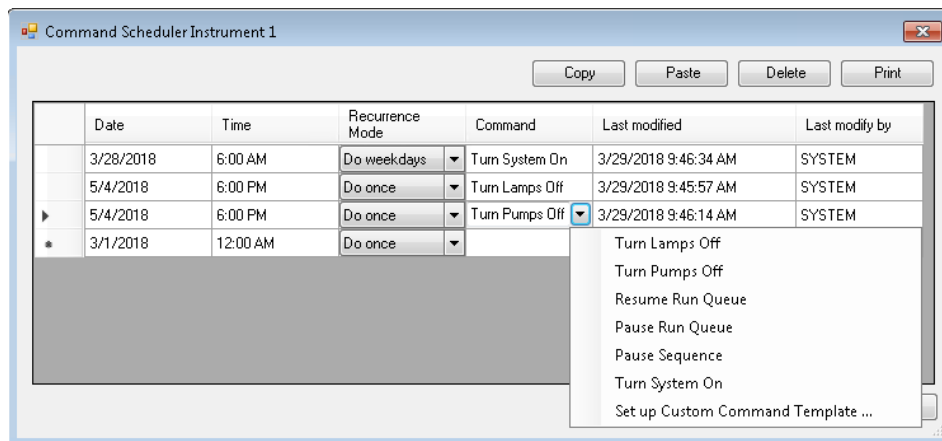 Command Scheduler Instrument 1
Copy Paste Delete Print
Date Time Recurrence Mode Command Last modified Last modify by
3/28/2018 6:00 AM Do weekdays Turn System On 3/29/2018 9:46:34 AM SYSTEM
5/4/2018 6:00 PM Do once Turn Lamps Off 3/29/2018 9:45:57 AM SYSTEM
5/4/2018 6:00 PM Do once Turn Pumps Off 3/29/2018 9:46:14 AM SYSTEM
3/1/2018 12:00 AM Do once
Turn Lamps Off
Turn Pumps Off
Resume Run Queue
Pause Run Queue
Pause Sequence
Turn System On
Set up Custom Command Template ...